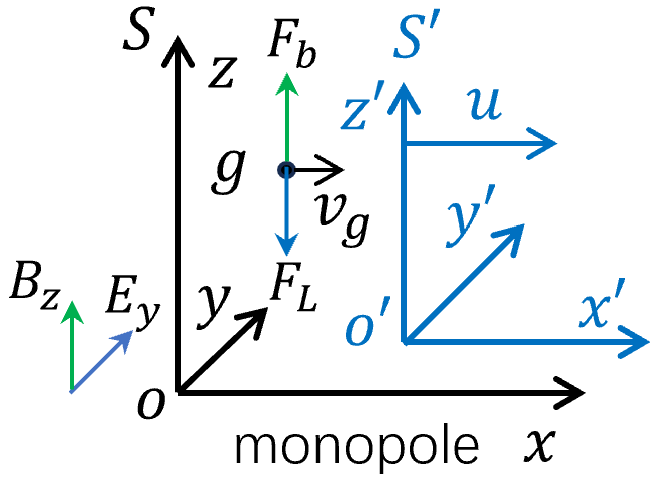 S
z
F_b
S′
z′
u
g
v_g
y′
B_z
E_y
y
F_L
o′
x′
o
monopole
x